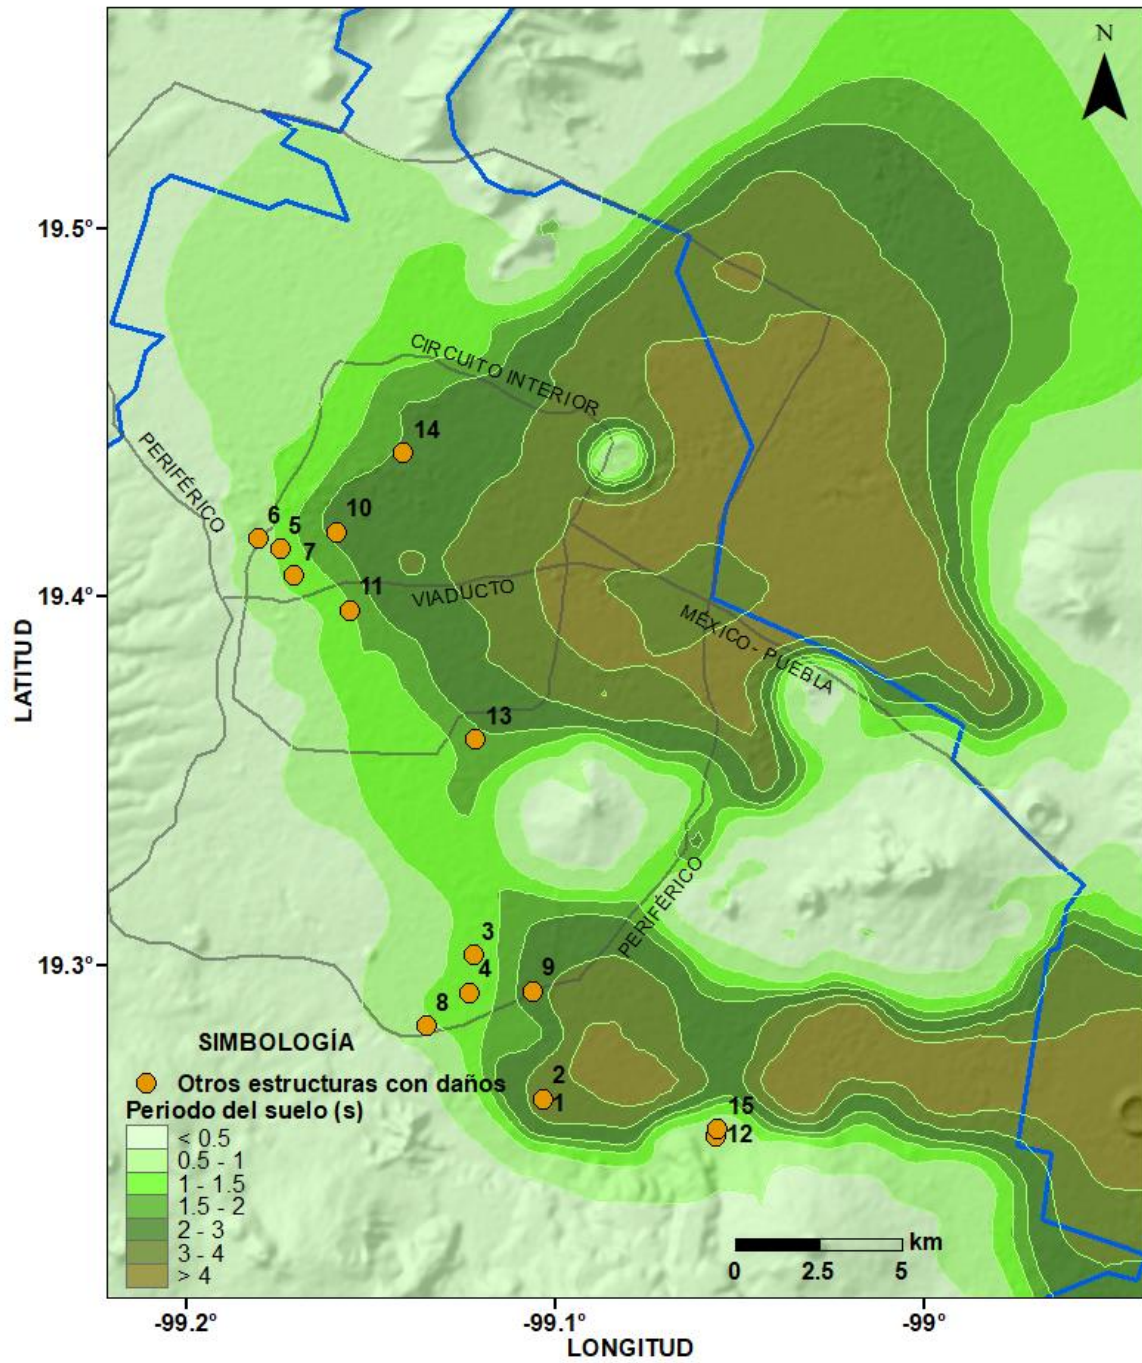 N
19.5°
CIRCUITO INTERIOR
14
PERIFÉRICO
6
5
10
7
11
19.4°
VIADUCTO
MÉXICO - PUEBLA
LATITUD
13
PERIFÉRICO
3
19.3°
4
9
8
SIMBOLOGÍA
2
Otros estructuras con daños
1
Periodo del suelo (s)
15
12
< 0.5
0.5 - 1
1 - 1.5
1.5 - 2
2 - 3
3 - 4
> 4
km
0 2.5 5
-99.2° -99.1° -99°
LONGITUD